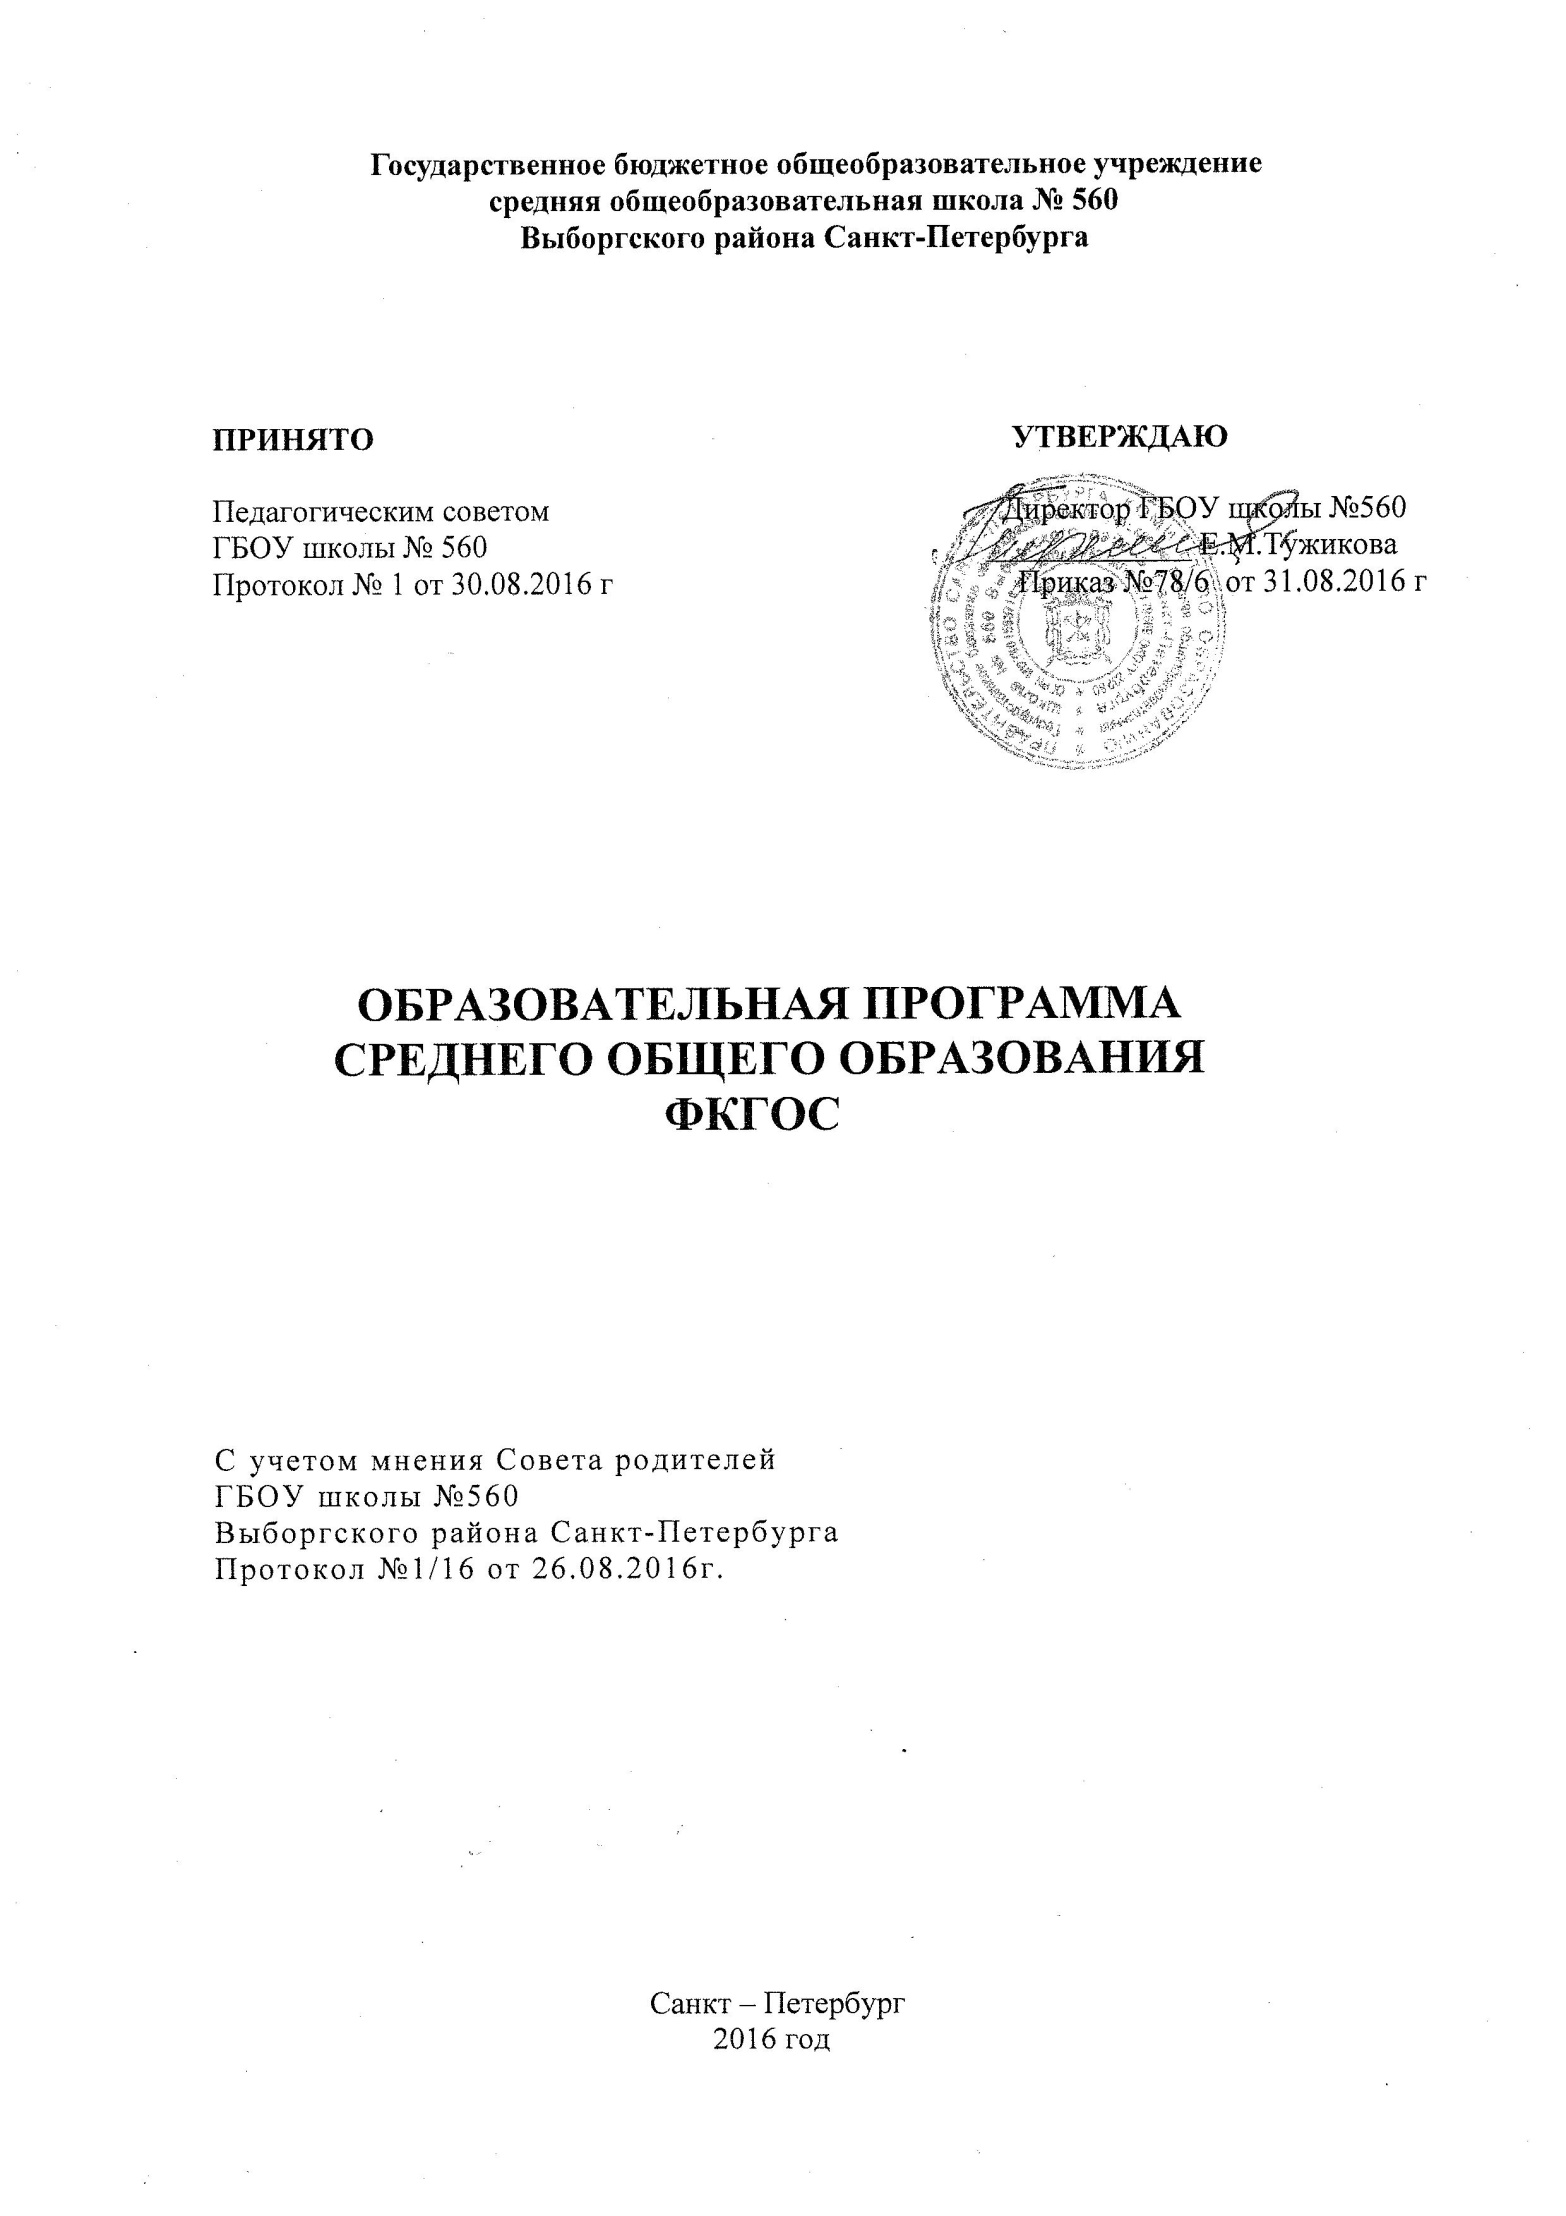 Государственное бюджетное общеобразовательное учреждение
средняя общеобразовательная школа № 560
Выборгского района Санкт-Петербурга
ПРИНЯТО
Педагогическим советом
ГБОУ школы № 560
Протокол № 1 от 30.08.2016 г
УТВЕРЖДАЮ
Директор ГБОУ школы №560
Е.М.Тужикова
Приказ №78/6 от 31.08.2016 г
ОБРАЗОВАТЕЛЬНАЯ ПРОГРАММА
СРЕДНЕГО ОБЩЕГО ОБРАЗОВАНИЯ
ФКГОС
С учетом мнения Совета родителей
ГБОУ школы №560
Выборгского района Санкт-Петербурга
Протокол №1/16 от 26.08.2016г.
Санкт – Петербург
2016 год